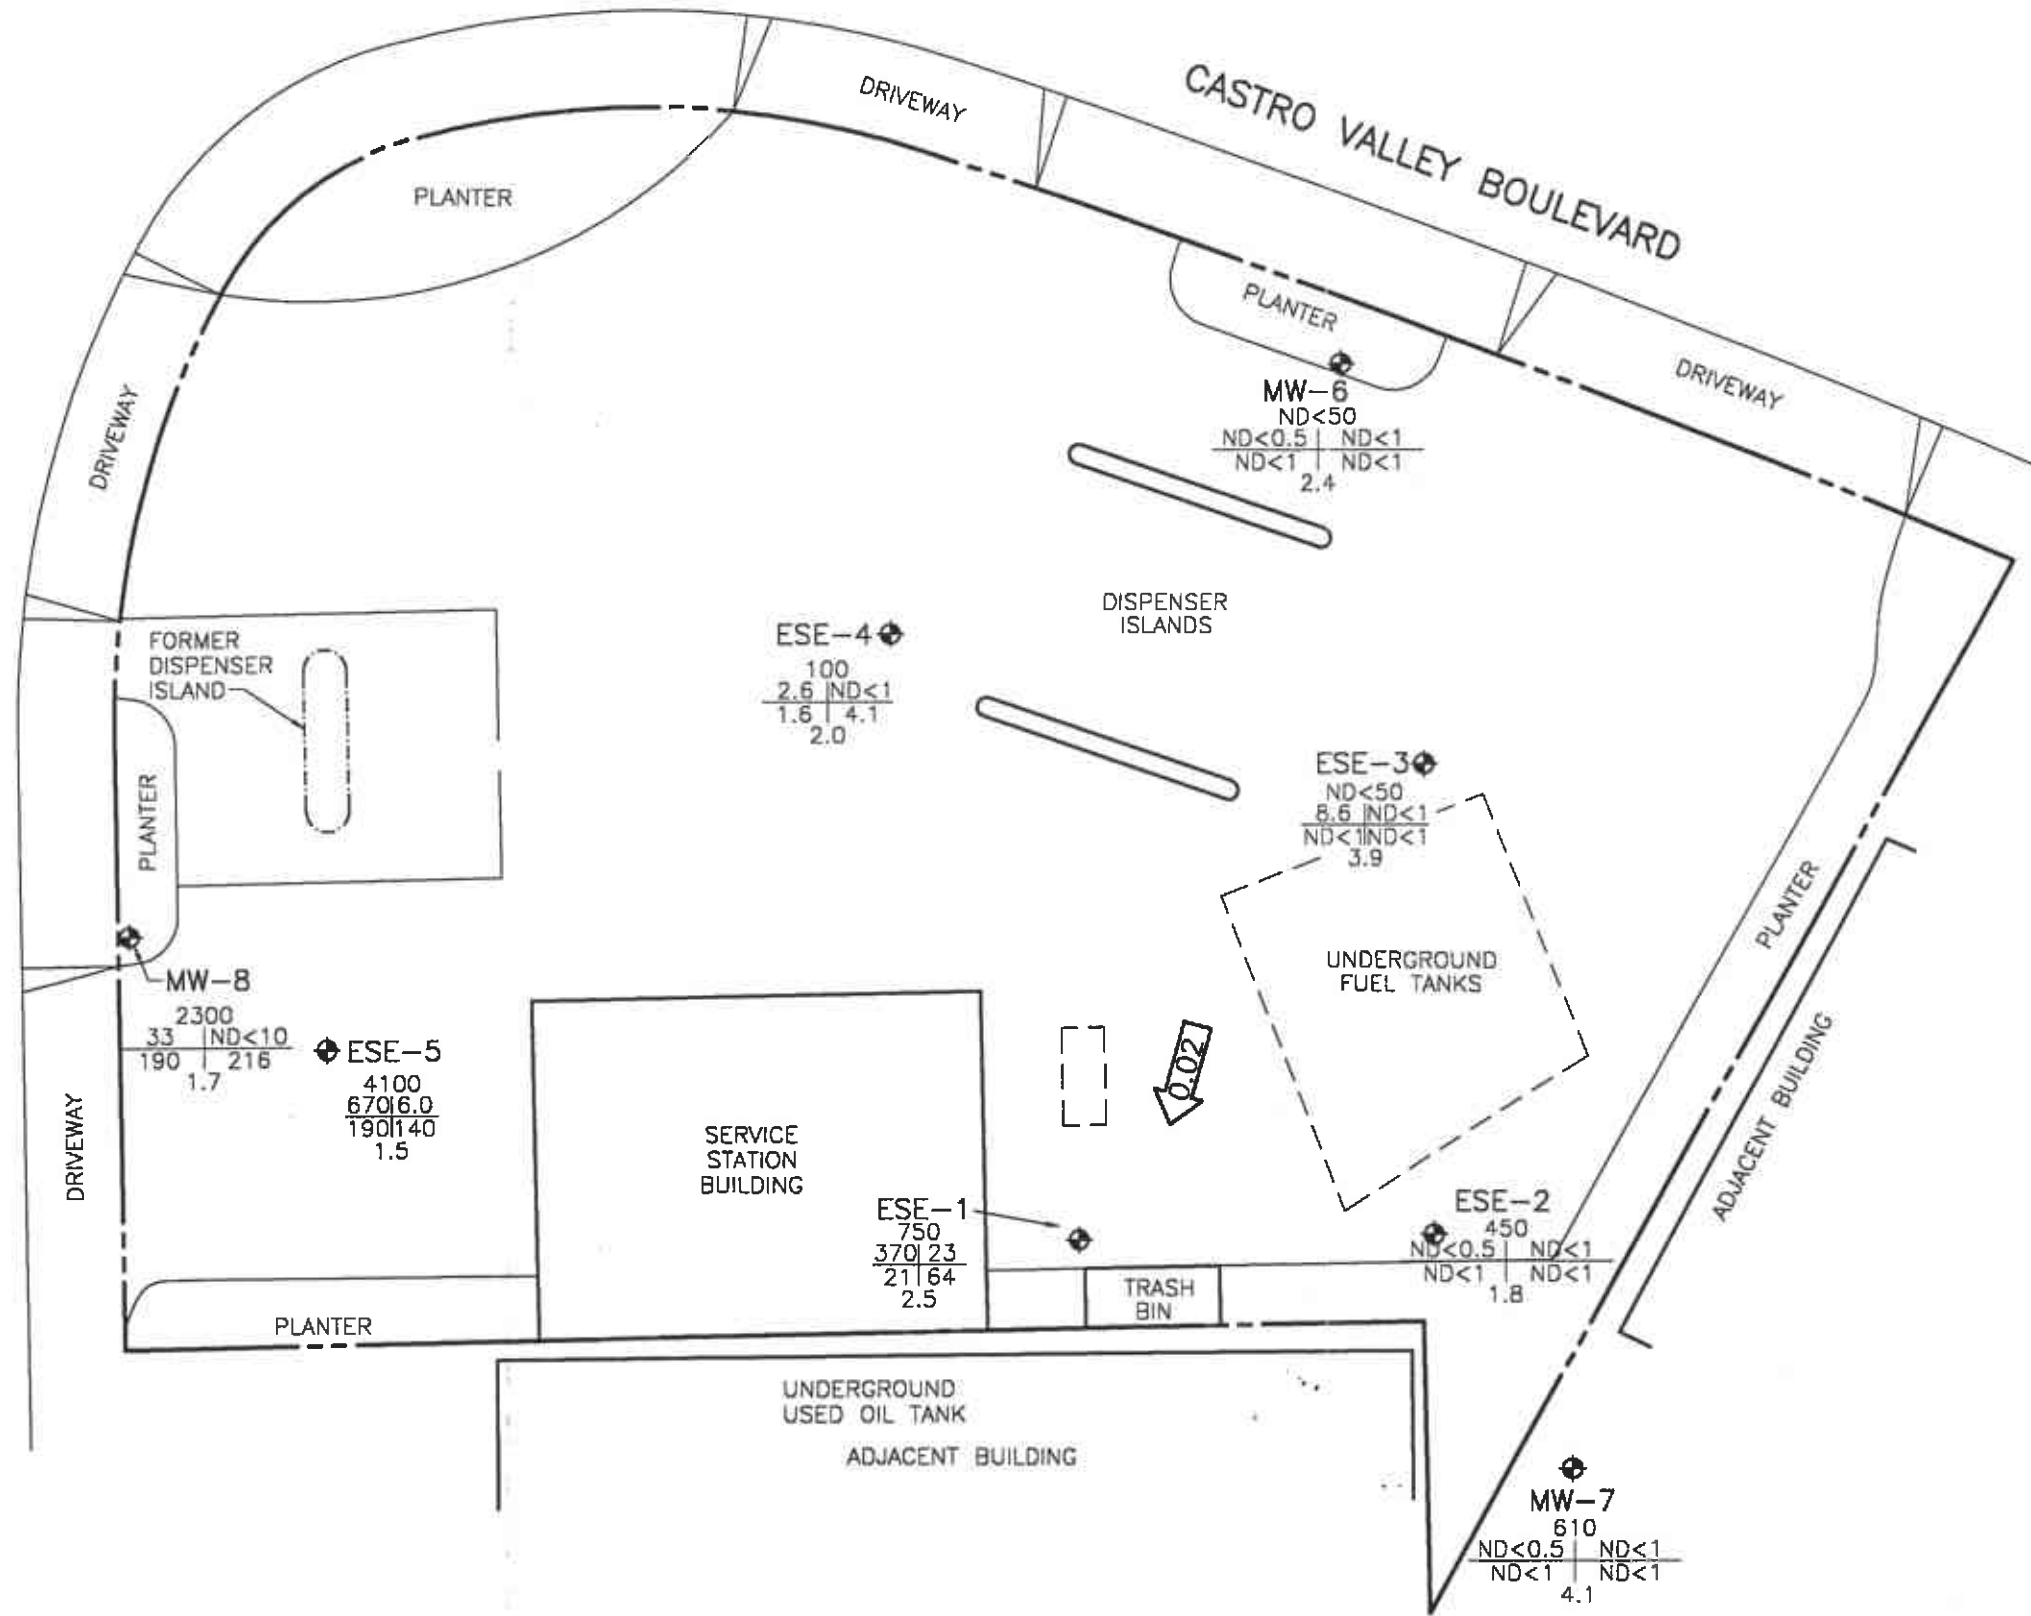 DRIVEWAY
CASTRO VALLEY BOULEVARD
PLANTER
PLANTER
MW-6
ND<50
ND<0.5 | ND<1
ND<1 | ND<1
2.4
DRIVEWAY
DRIVEWAY
DISPENSER
ISLANDS
FORMER
DISPENSER
ISLAND
ESE-4
100
2.6 | ND<1
1.6 | 4.1
2.0
ESE-3
ND<50
8.6 | ND<1
ND<1 | ND<1
3.9
PLANTER
PLANTER
UNDERGROUND
FUEL TANKS
MW-8
2300
33 | ND<10
190 | 216
1.7
ESE-5
4100
670 | 6.0
190 | 140
1.5
0.02
ADJACENT BUILDING
DRIVEWAY
SERVICE
STATION
BUILDING
ESE-1
750
370 | 23
21 | 64
2.5
ESE-2
450
ND<0.5 | ND<1
ND<1 | ND<1
1.8
TRASH
BIN
PLANTER
UNDERGROUND
USED OIL TANK
ADJACENT BUILDING
MW-7
610
ND<0.5 | ND<1
ND<1 | ND<1
4.1